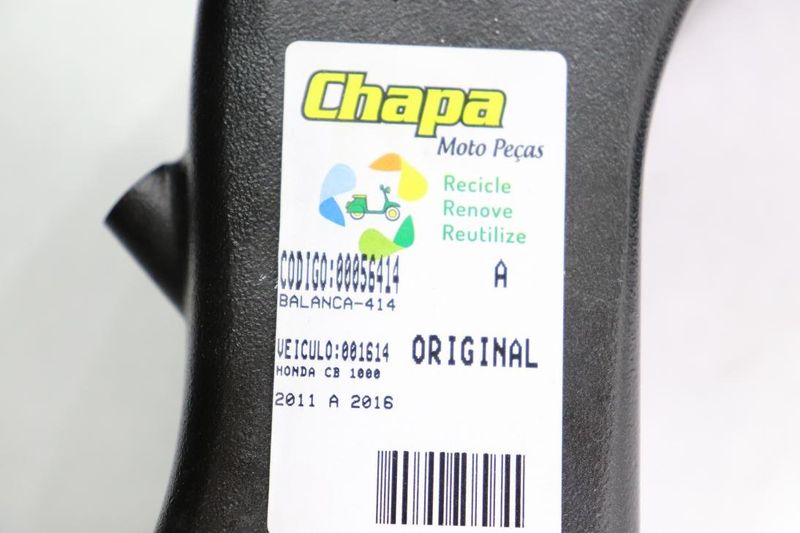 Chapa
Moto Peças
Recicle
Renove
Reutilize
CODIGO:00056414 A
BALANCA-414
VEICULO:001614 ORIGINAL
HONDA CB 1000
2011 A 2016